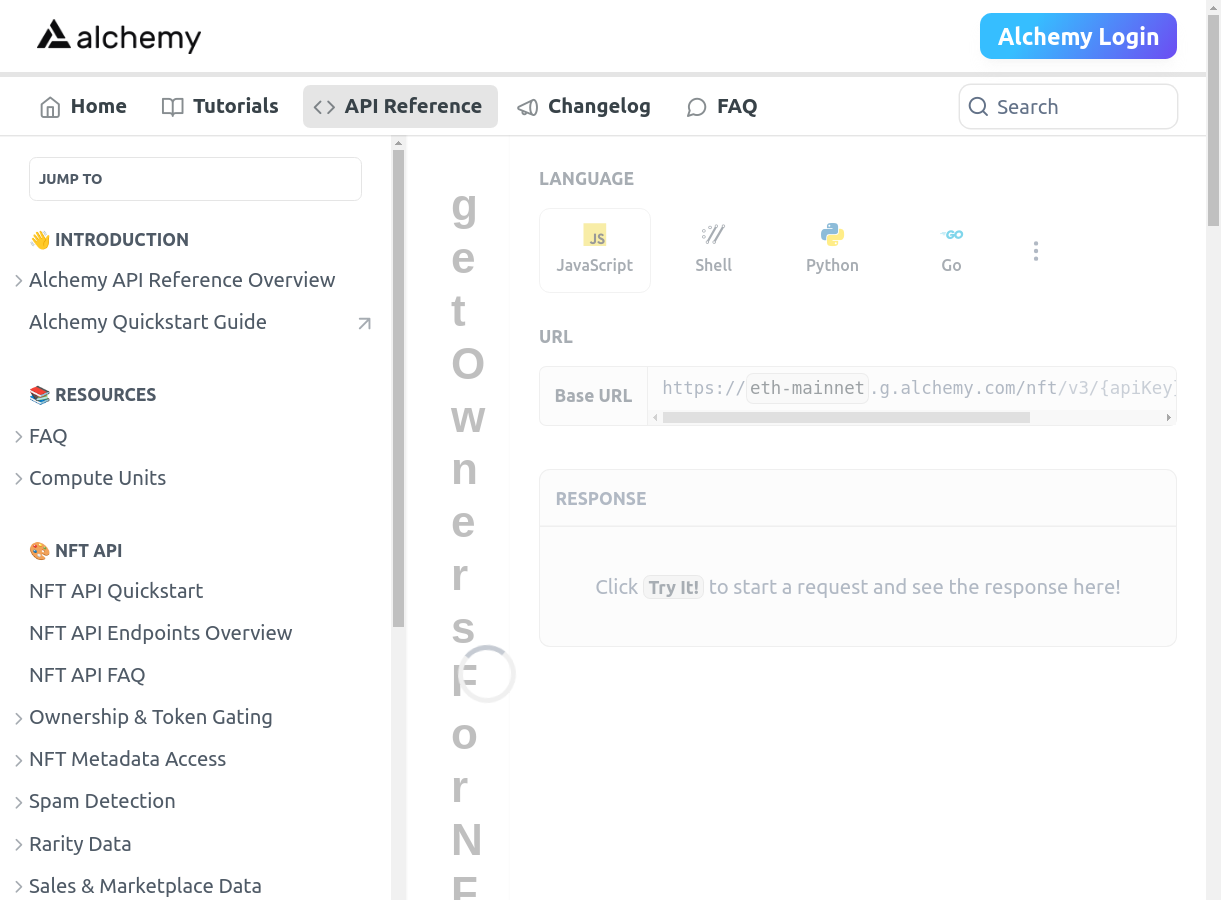 alchemy
Alchemy Login
Home
Tutorials
API Reference
Changelog
FAQ
Search
JUMP TO
👋 INTRODUCTION
Alchemy API Reference Overview
Alchemy Quickstart Guide
📚 RESOURCES
FAQ
Compute Units
🎨 NFT API
NFT API Quickstart
NFT API Endpoints Overview
NFT API FAQ
Ownership & Token Gating
NFT Metadata Access
Spam Detection
Rarity Data
Sales & Marketplace Data
g
e
t
O
w
n
e
r
s
F
o
r
N
F
LANGUAGE
JS
JavaScript
Shell
Python
GO
Go
URL
Base URL
https://eth-mainnet.g.alchemy.com/nft/v3/{apiKey}
RESPONSE
Click Try It! to start a request and see the response here!